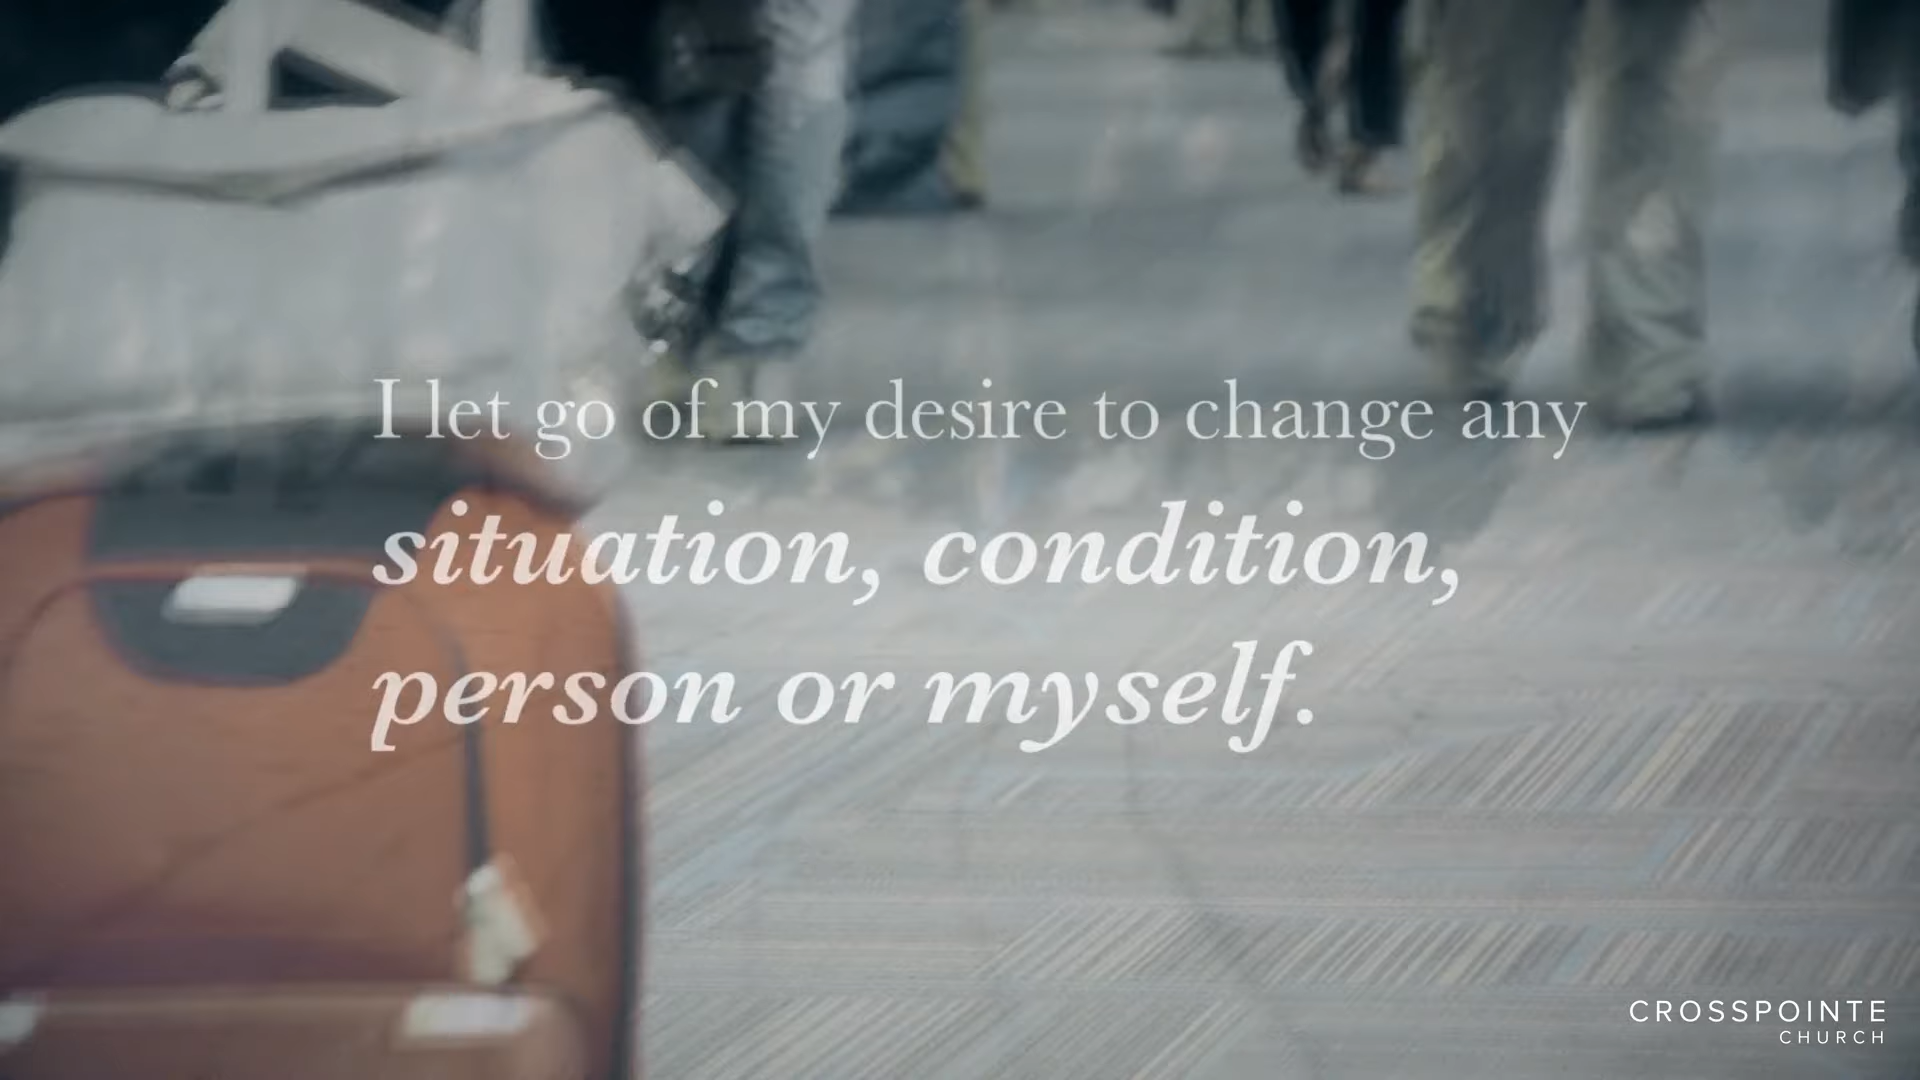 I let go of my desire to change any
situation, condition,
person or myself.
CROSSPOINTE
CHURCH